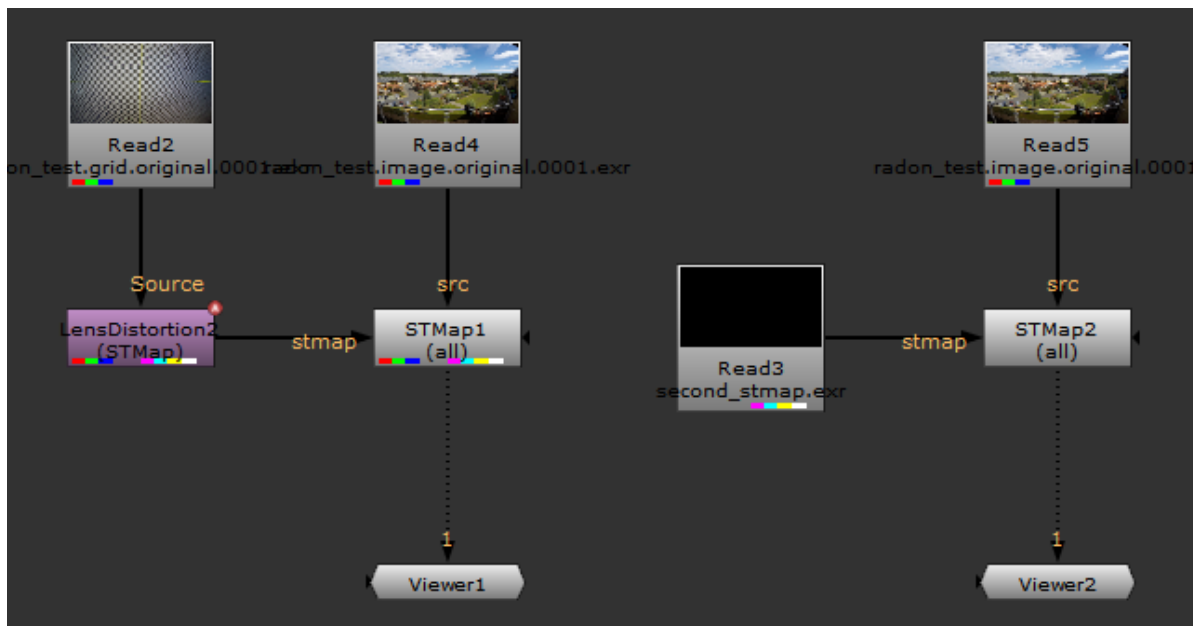 Read2
on_test.grid.original.0001.exr
Read4
radon_test.image.original.0001.exr
Read5
radon_test.image.original.0001
Source
src
src
LensDistortion2
(STMap)
stmap
STMap1
(all)
stmap
STMap2
(all)
Read3
second_stmap.exr
1
1
Viewer1
Viewer2